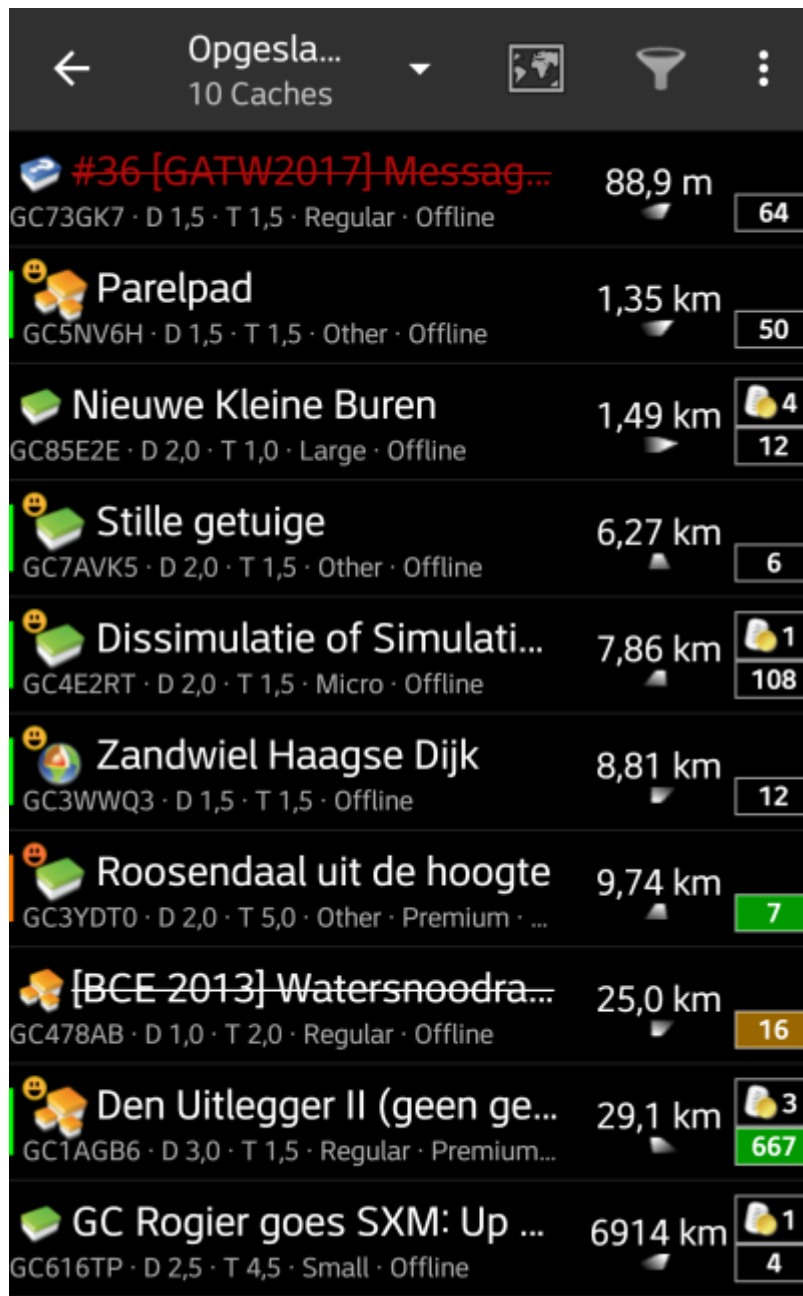 Opgesla...
10 Caches
#36 [GATW2017] Messag...
88,9 m
GC73GK7 · D 1,5 · T 1,5 · Regular · Offline
64
Parelpad
1,35 km
GC5NV6H · D 1,5 · T 1,5 · Other · Offline
50
Nieuwe Kleine Buren
1,49 km
4
GC85E2E · D 2,0 · T 1,0 · Large · Offline
12
Stille getuige
6,27 km
GC7AVK5 · D 2,0 · T 1,5 · Other · Offline
6
Dissimulatie of Simulati...
7,86 km
1
GC4E2RT · D 2,0 · T 1,5 · Micro · Offline
108
Zandwiel Haagse Dijk
8,81 km
GC3WWQ3 · D 1,5 · T 1,5 · Offline
12
Roosendaal uit de hoogte
9,74 km
GC3YDT0 · D 2,0 · T 5,0 · Other · Premium · ...
7
[BCE 2013] Watersnoodra...
25,0 km
GC478AB · D 1,0 · T 2,0 · Regular · Offline
16
Den Uitlegger II (geen ge...
29,1 km
3
GC1AGB6 · D 3,0 · T 1,5 · Regular · Premium...
667
GC Rogier goes SXM: Up ...
6914 km
1
GC616TP · D 2,5 · T 4,5 · Small · Offline
4